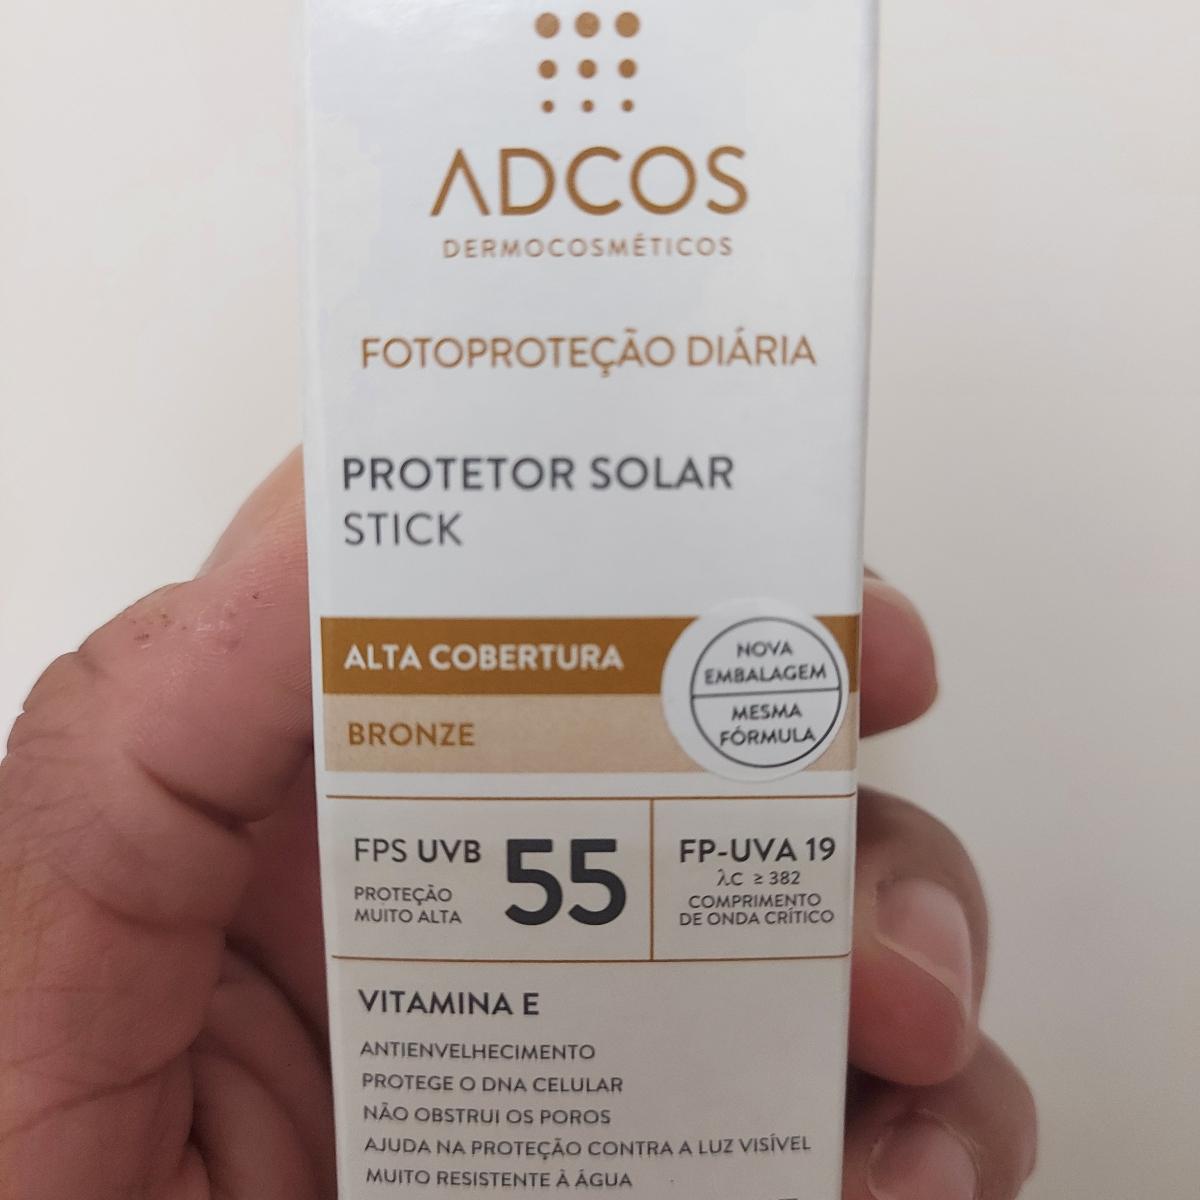 ADCOS
DERMOCOSMÉTICOS
FOTOPROTEÇÃO DIÁRIA
PROTETOR SOLAR
STICK
ALTA COBERTURA
BRONZE
NOVA
EMBALAGEM
MESMA
FÓRMULA
FPS UVB 55
PROTEÇÃO
MUITO ALTA
FP-UVA 19
λC ≥ 382
COMPRIMENTO
DE ONDA CRÍTICO
VITAMINA E
ANTIENVELHECIMENTO
PROTEGE O DNA CELULAR
NÃO OBSTRUI OS POROS
AJUDA NA PROTEÇÃO CONTRA A LUZ VISÍVEL
MUITO RESISTENTE À ÁGUA